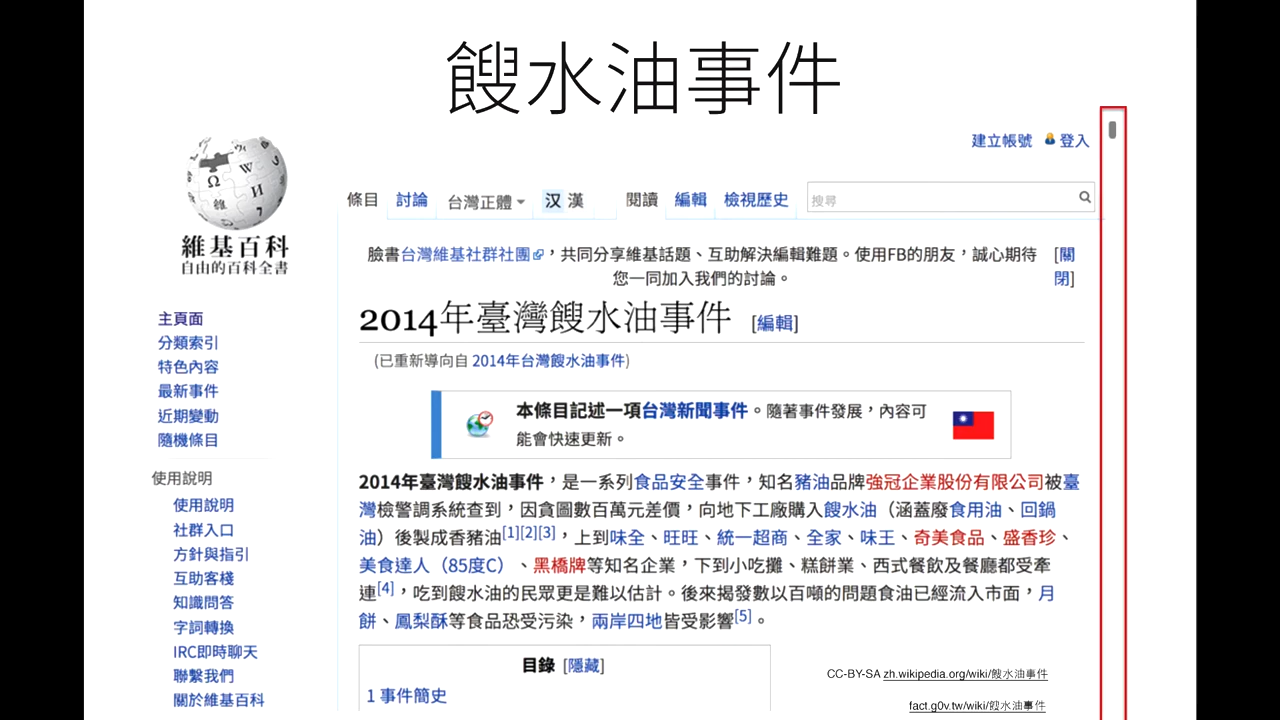 餿水油事件
建立帳號 登入
條目 討論 台灣正體 汉 漢 閱讀 編輯 檢視歷史 搜尋
維基百科
自由的百科全書
臉書台灣維基社群社團，共同分享維基話題、互助解決編輯難題。使用FB的朋友，誠心期待 [關
您一同加入我們的討論。 閉]
2014年臺灣餿水油事件 [編輯]
(已重新導向自 2014年台灣餿水油事件)
本條目記述一項台灣新聞事件。隨著事件發展，內容可
能會快速更新。
2014年臺灣餿水油事件，是一系列食品安全事件，知名豬油品牌強冠企業股份有限公司被臺
灣檢警調系統查到，因貪圖數百萬元差價，向地下工廠購入餿水油（涵蓋廢食用油、回鍋
油）後製成香豬油[1][2][3]，上到味全、旺旺、統一超商、全家、味王、奇美食品、盛香珍、
美食達人（85度C）、黑橋牌等知名企業，下到小吃攤、糕餅業、西式餐飲及餐廳都受牽
連[4]，吃到餿水油的民眾更是難以估計。後來揭發數以百噸的問題食油已經流入市面，月
餅、鳳梨酥等食品恐受污染，兩岸四地皆受影響[5]。
目錄 [隱藏]
1 事件簡史
主頁面
分類索引
特色內容
最新事件
近期變動
隨機條目
使用說明
使用說明
社群入口
方針與指引
互助客棧
知識問答
字詞轉換
IRC即時聊天
聯繫我們
關於維基百科
CC-BY-SA zh.wikipedia.org/wiki/餿水油事件
fact.g0v.tw/wiki/餿水油事件